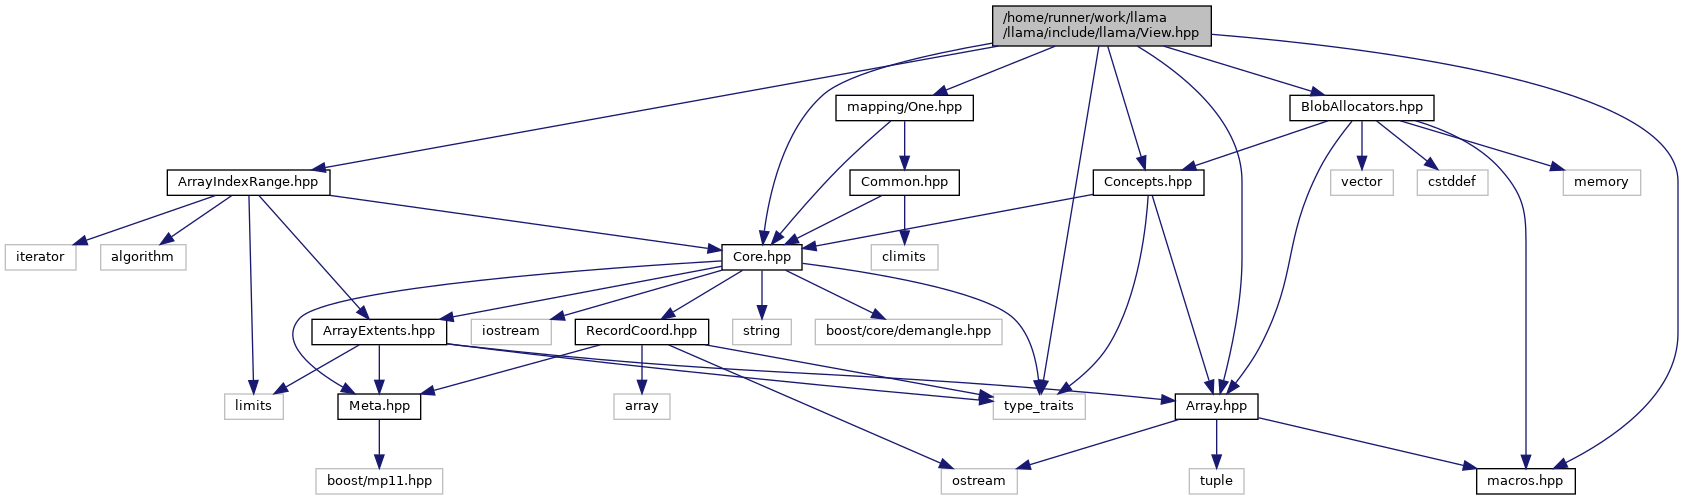 /home/runner/work/llama
/llama/include/llama/View.hpp
mapping/One.hpp
BlobAllocators.hpp
ArrayIndexRange.hpp
Common.hpp
Concepts.hpp
vector
cstddef
memory
iterator
algorithm
Core.hpp
climits
ArrayExtents.hpp
iostream
RecordCoord.hpp
string
boost/core/demangle.hpp
limits
Meta.hpp
array
type_traits
Array.hpp
boost/mp11.hpp
ostream
tuple
macros.hpp